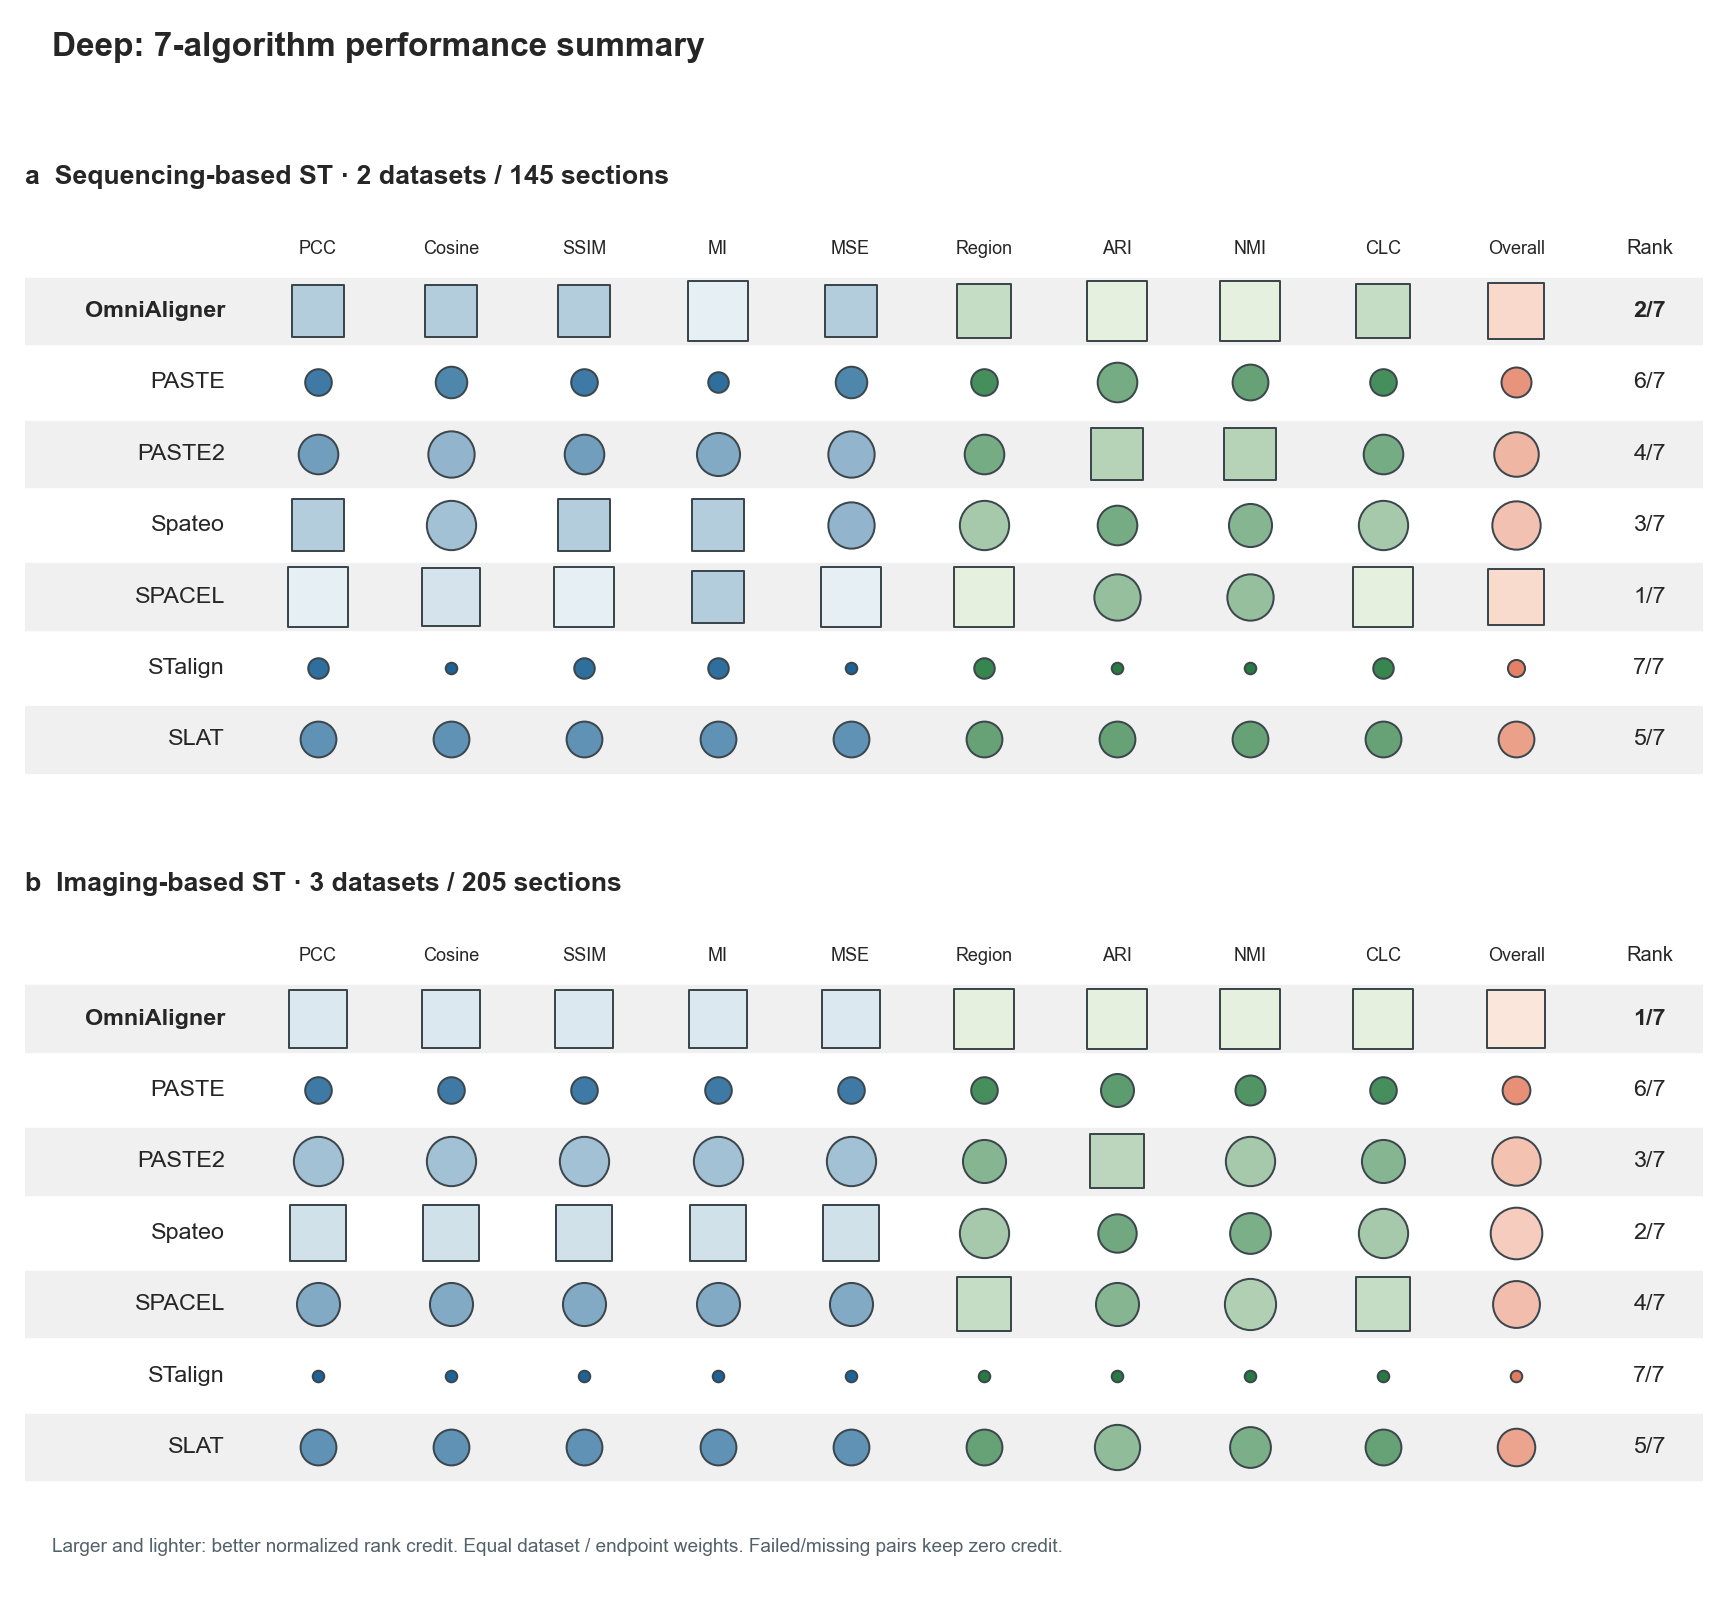 Deep: 7-algorithm performance summary
a Sequencing-based ST · 2 datasets / 145 sections
PCC Cosine SSIM MI MSE Region ARI NMI CLC Overall Rank
OmniAligner 2/7
PASTE 6/7
PASTE2 4/7
Spateo 3/7
SPACEL 1/7
STalign 7/7
SLAT 5/7
b Imaging-based ST · 3 datasets / 205 sections
PCC Cosine SSIM MI MSE Region ARI NMI CLC Overall Rank
OmniAligner 1/7
PASTE 6/7
PASTE2 3/7
Spateo 2/7
SPACEL 4/7
STalign 7/7
SLAT 5/7
Larger and lighter: better normalized rank credit. Equal dataset / endpoint weights. Failed/missing pairs keep zero credit.